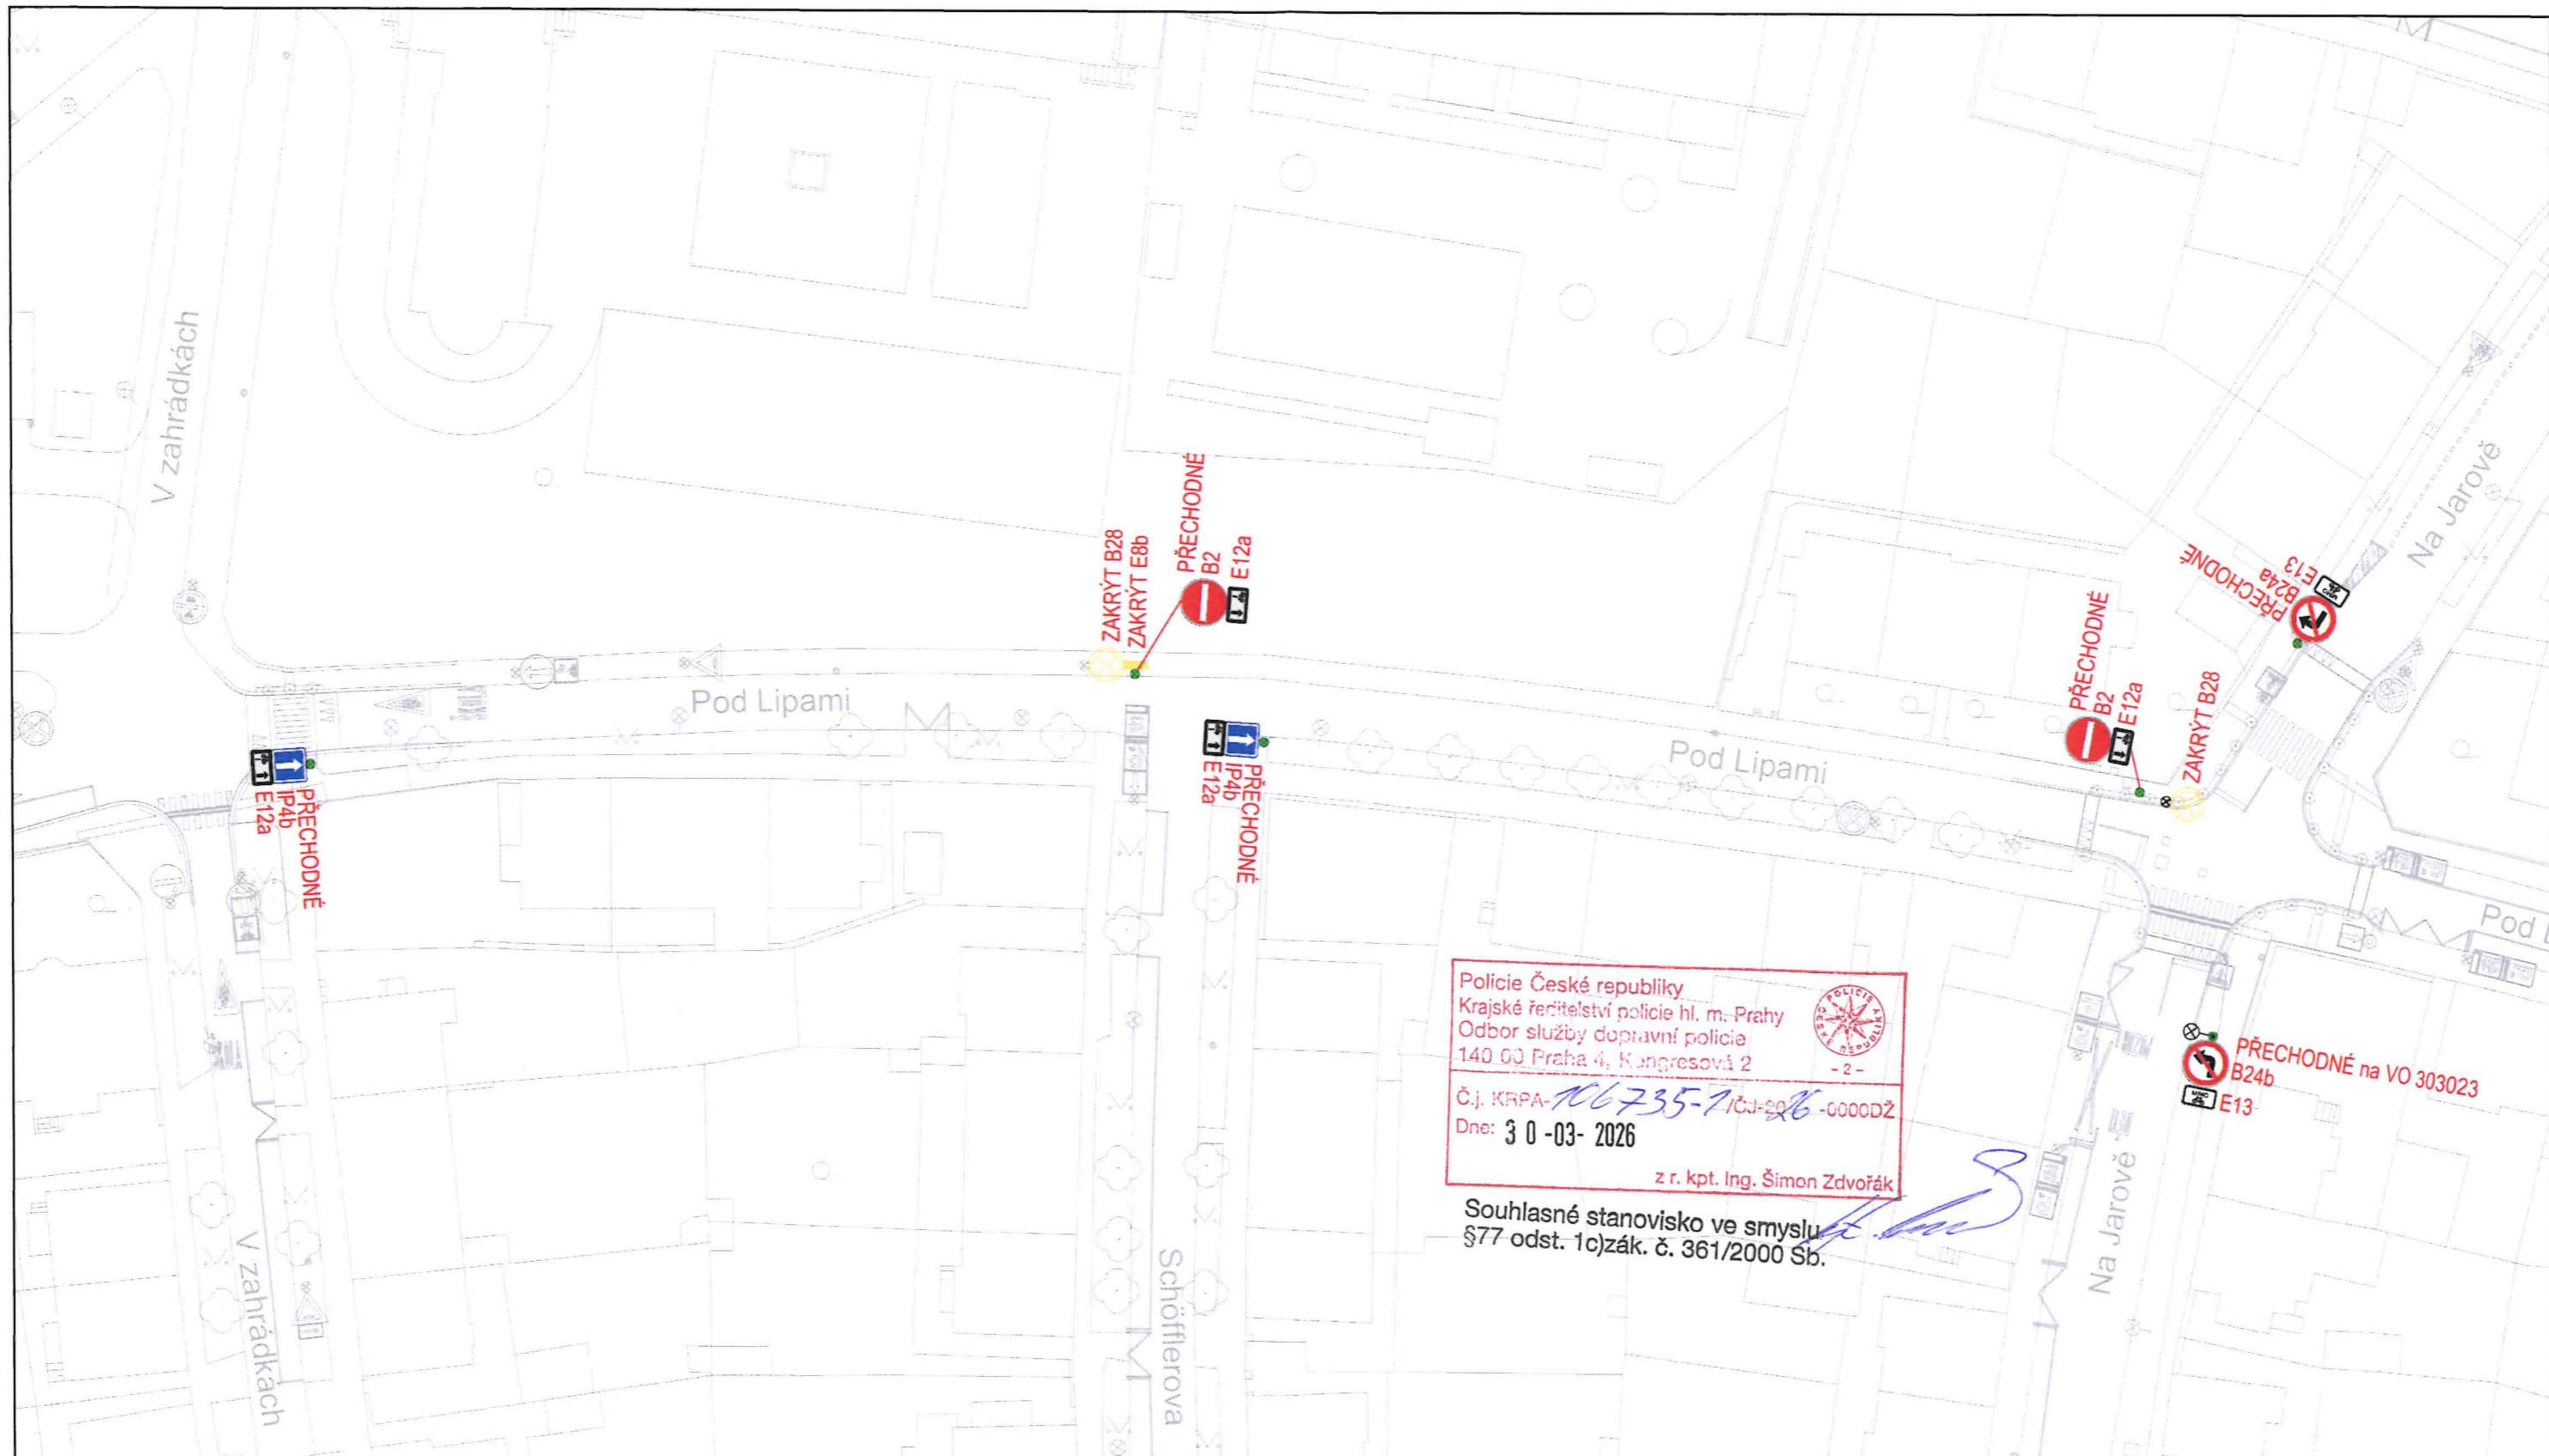 V zahrádkách
ZAKRÝT B28
ZAKRÝT E8b
PŘECHODNÉ
B2
E12a
Pod Lipami
E12a
IP4b
PŘECHODNÉ
E12a
IP4b
PŘECHODNÉ
Pod Lipami
PŘECHODNÉ
B2
E12a
ZAKRÝT B28
PŘECHODNÉ
B24a
E13
Na Jarově
Pod L
PŘECHODNÉ na VO 303023
B24b
E13
Na Jarově
V zahrádkách
Schöfflerova
Policie České republiky
Krajské ředitelství policie hl. m. Prahy
Odbor služby dopravní policie
140 00 Praha 4, Kongresová 2
POLICIE ČESKÉ REPUBLIKY
- 2 -
Č.j. KRPA-106735-1/ČJ-2026-0000DŽ
Dne: 30-03-2026
z r. kpt. Ing. Šimon Zdvořák
Souhlasné stanovisko ve smyslu
§77 odst. 1c)zák. č. 361/2000 Sb.